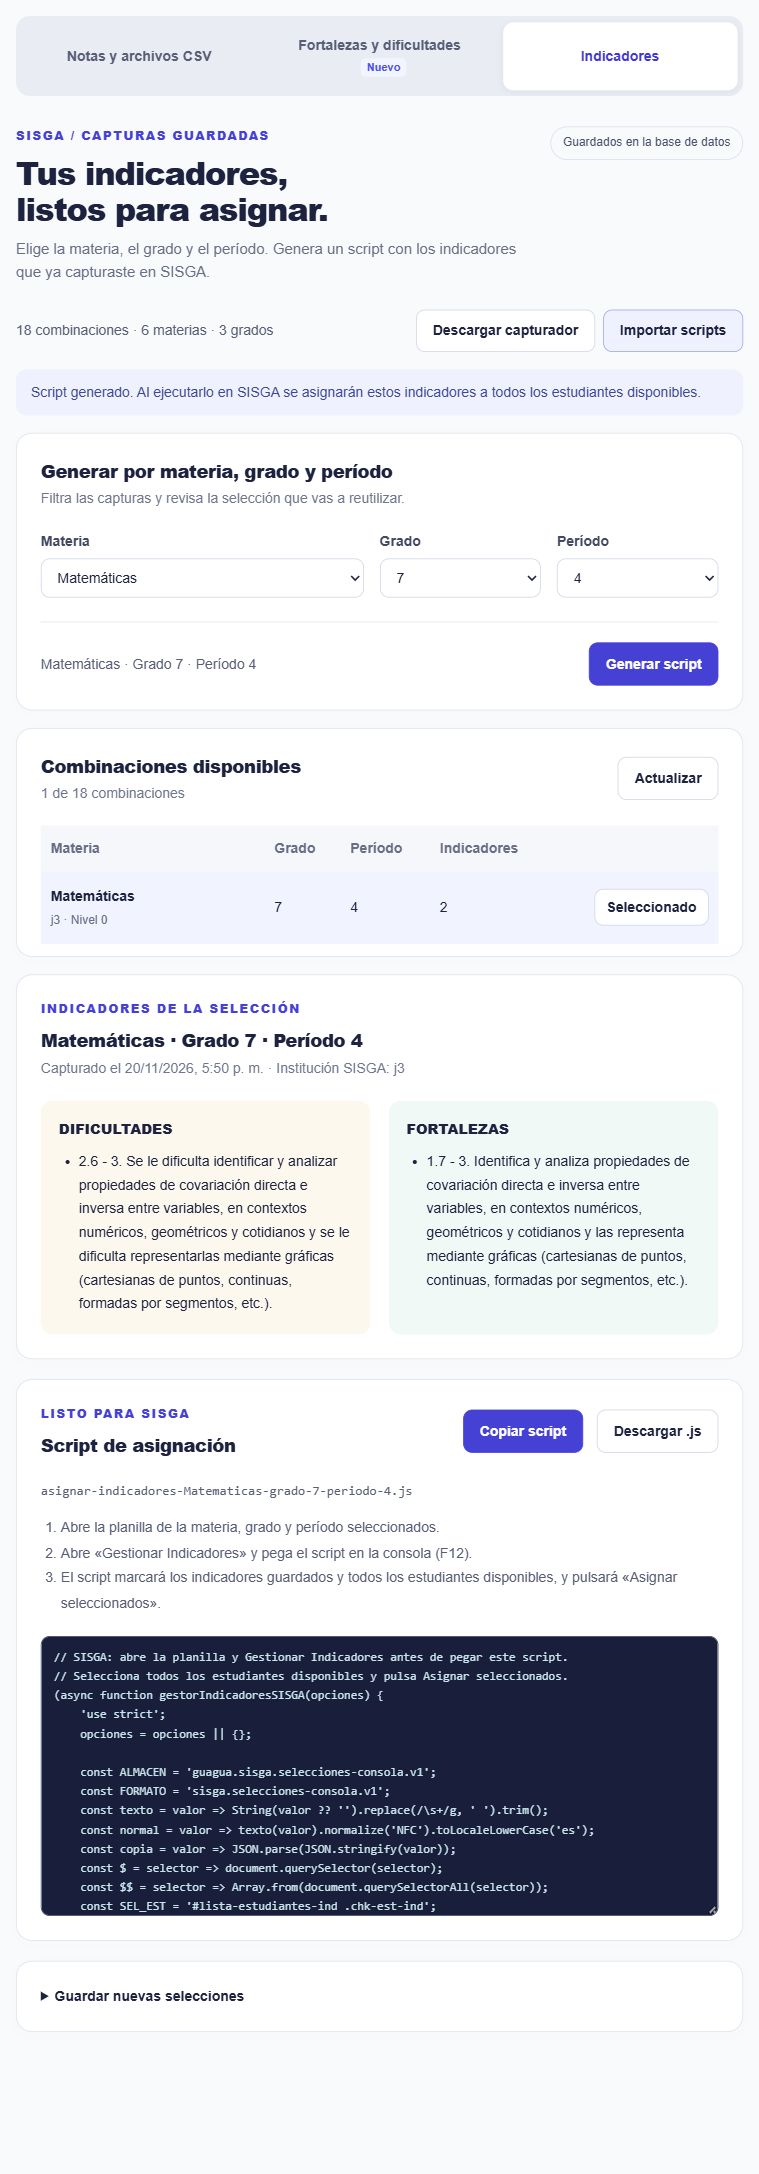 Notas y archivos CSV
Fortalezas y dificultades
Nuevo
Indicadores
SISGA / CAPTURAS GUARDADAS
Guardados en la base de datos
Tus indicadores,
listos para asignar.
Elige la materia, el grado y el período. Genera un script con los indicadores
que ya capturaste en SISGA.
18 combinaciones · 6 materias · 3 grados
Descargar capturador
Importar scripts
Script generado. Al ejecutarlo en SISGA se asignarán estos indicadores a todos los estudiantes disponibles.
Generar por materia, grado y período
Filtra las capturas y revisa la selección que vas a reutilizar.
Materia
Grado
Período
Matemáticas
7
4
Matemáticas · Grado 7 · Período 4
Generar script
Combinaciones disponibles
1 de 18 combinaciones
Actualizar
Materia Grado Período Indicadores
Matemáticas
j3 · Nivel 0
7
4
2
Seleccionado
INDICADORES DE LA SELECCIÓN
Matemáticas · Grado 7 · Período 4
Capturado el 20/11/2026, 5:50 p. m. · Institución SISGA: j3
DIFICULTADES
• 2.6 - 3. Se le dificulta identificar y analizar
propiedades de covariación directa e
inversa entre variables, en contextos
numéricos, geométricos y cotidianos y se le
dificulta representarlas mediante gráficas
(cartesianas de puntos, continuas,
formadas por segmentos, etc.).
FORTALEZAS
• 1.7 - 3. Identifica y analiza propiedades de
covariación directa e inversa entre
variables, en contextos numéricos,
geométricos y cotidianos y las representa
mediante gráficas (cartesianas de puntos,
continuas, formadas por segmentos, etc.).
LISTO PARA SISGA
Script de asignación
Copiar script
Descargar .js
asignar-indicadores-Matematicas-grado-7-periodo-4.js
1. Abre la planilla de la materia, grado y período seleccionados.
2. Abre «Gestionar Indicadores» y pega el script en la consola (F12).
3. El script marcará los indicadores guardados y todos los estudiantes disponibles, y pulsará «Asignar
seleccionados».
// SISGA: abre la planilla y Gestionar Indicadores antes de pegar este script.
// Selecciona todos los estudiantes disponibles y pulsa Asignar seleccionados.
(async function gestorIndicadoresSISGA(opciones) {
    'use strict';
    opciones = opciones || {};
    const ALMACEN = 'guagua.sisga.selecciones-consola.v1';
    const FORMATO = 'sisga.selecciones-consola.v1';
    const texto = valor => String(valor ?? '').replace(/\s+/g, ' ').trim();
    const normal = valor => texto(valor).normalize('NFC').toLocaleLowerCase('es');
    const copia = valor => JSON.parse(JSON.stringify(valor));
    const $ = selector => document.querySelector(selector);
    const $$ = selector => Array.from(document.querySelectorAll(selector));
    const SEL_EST = '#lista-estudiantes-ind .chk-est-ind';
▶ Guardar nuevas selecciones